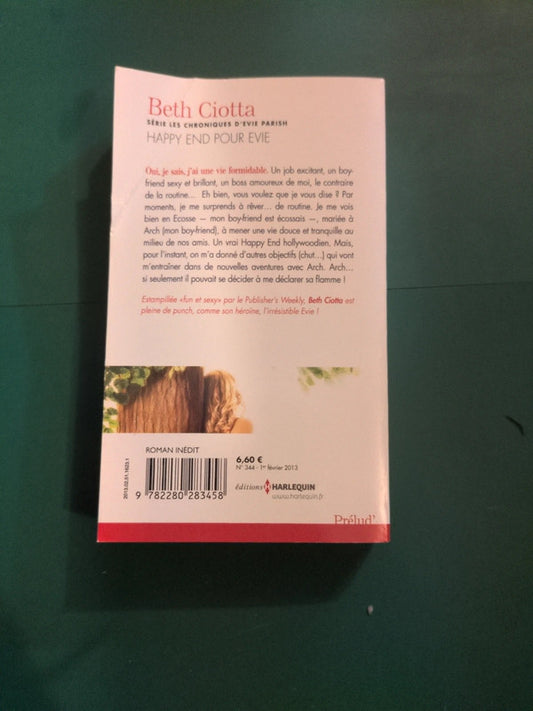 Beth Ciotta
SÉRIE LES CHRONIQUES D'EVIE PARISH
HAPPY END POUR EVIE
Oui, je sais, j'ai une vie formidable. Un job excitant, un boy-
friend sexy et brillant, un boss amoureux de moi, le contraire
de la routine... Eh bien, vous voulez que je vous dise ? Par
moments, je me surprends à rêver... de routine. Je me vois
bien en Ecosse — mon boy-friend est écossais —, mariée à
Arch (mon boy-friend), à mener une vie douce et tranquille au
milieu de nos amis. Un vrai Happy End hollywoodien. Mais,
pour l'instant, on m'a donné d'autres objectifs (chut...) qui vont
m'entraîner dans de nouvelles aventures avec Arch. Arch...
si seulement il pouvait se décider à me déclarer sa flamme !
Estampillée «fun et sexy» par le Publisher's Weekly, Beth Ciotta est
pleine de punch, comme son héroïne, l'irrésistible Evie !
ROMAN INÉDIT
2013.02.51.1623.1
9 782280 283458
6,60 €
N° 344 - 1er février 2013
éditions HARLEQUIN
www.harlequin.fr
Prélud'